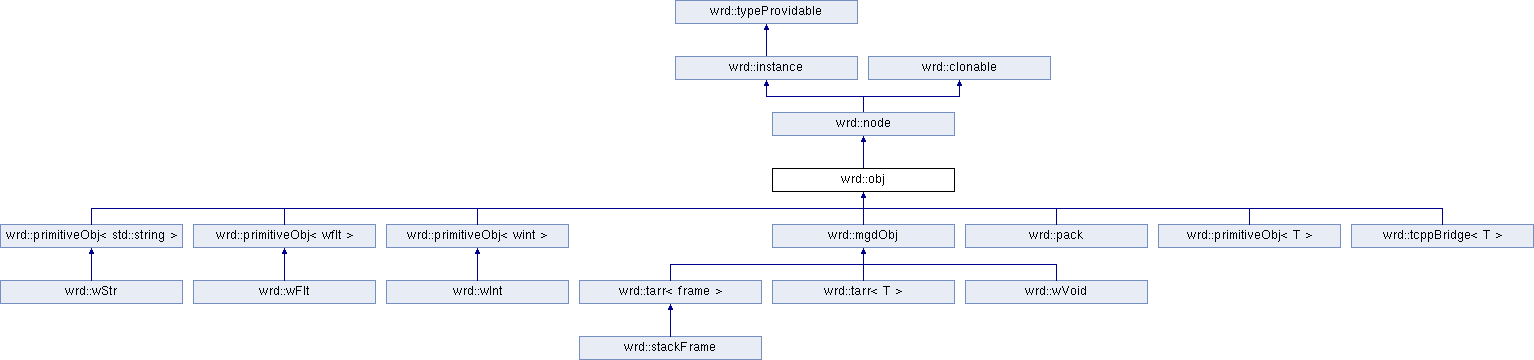 wrd::typeProvidable
wrd::instance
wrd::clonable
wrd::node
wrd::obj
wrd::primitiveObj< std::string >
wrd::primitiveObj< wflt >
wrd::primitiveObj< wint >
wrd::mgdObj
wrd::pack
wrd::primitiveObj< T >
wrd::tcppBridge< T >
wrd::wStr
wrd::wFlt
wrd::wInt
wrd::tarr< frame >
wrd::tarr< T >
wrd::wVoid
wrd::stackFrame